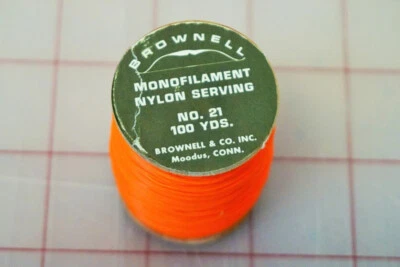 BROWNELL
MONOFILAMENT
NYLON SERVING
NO. 21
100 YDS.
BROWNELL & CO. INC.
Moodus, CONN.